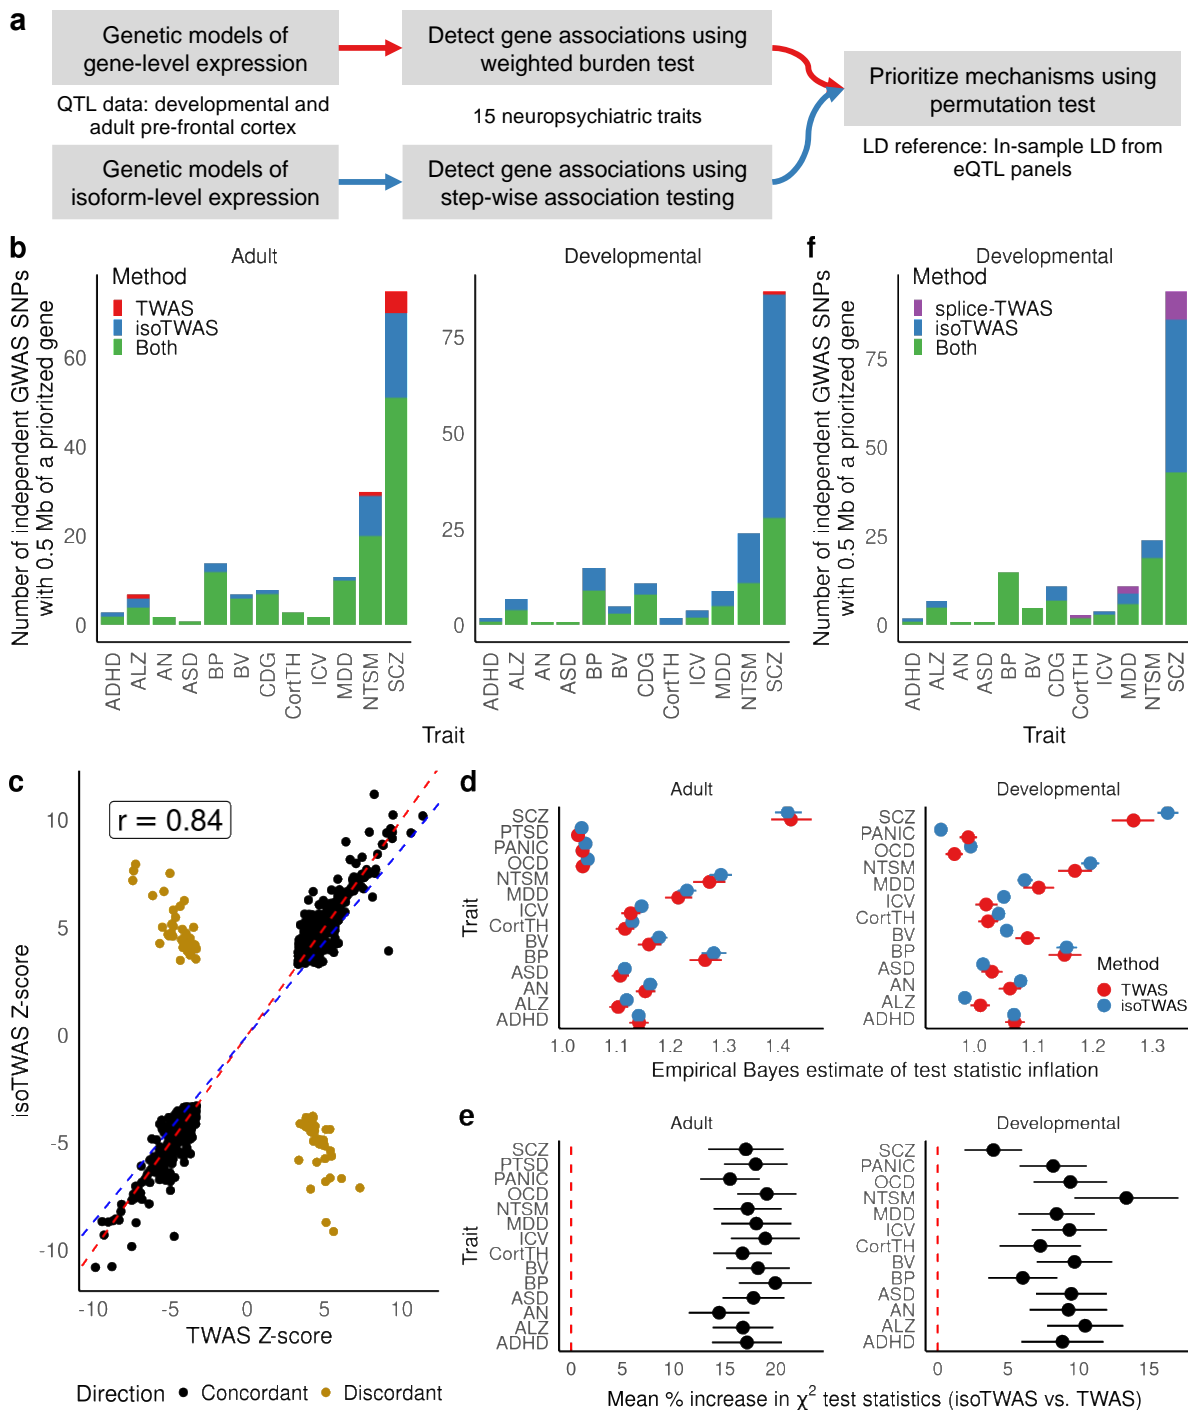 a
Genetic models of
gene-level expression
Detect gene associations using
weighted burden test
Prioritize mechanisms using
permutation test
QTL data: developmental and
adult pre-frontal cortex
15 neuropsychiatric traits
LD reference: In-sample LD from
eQTL panels
Genetic models of
isoform-level expression
Detect gene associations using
step-wise association testing
b
Adult
Developmental
Number of independent GWAS SNPs
with 0.5 Mb of a prioritized gene
Method
TWAS
isoTWAS
Both
60
40
20
0
75
50
25
0
ADHD
ALZ
AN
ASD
BP
BV
CDG
CortTH
ICV
MDD
NTSM
SCZ
ADHD
ALZ
AN
ASD
BP
BV
CDG
CortTH
ICV
MDD
NTSM
SCZ
Trait
f
Developmental
Number of independent GWAS SNPs
with 0.5 Mb of a prioritized gene
Method
splice-TWAS
isoTWAS
Both
75
50
25
0
ADHD
ALZ
AN
ASD
BP
BV
CDG
CortTH
ICV
MDD
NTSM
SCZ
Trait
c
r = 0.84
isoTWAS Z-score
10
5
0
-5
-10
-10
-5
0
5
10
TWAS Z-score
Direction
Concordant
Discordant
d
Adult
Developmental
Trait
SCZ
PTSD
PANIC
OCD
NTSM
MDD
ICV
CortTH
BV
BP
ASD
AN
ALZ
ADHD
1.0
1.1
1.2
1.3
1.4
SCZ
PANIC
OCD
NTSM
MDD
ICV
CortTH
BV
BP
ASD
AN
ALZ
ADHD
1.0
1.1
1.2
1.3
Method
TWAS
isoTWAS
Empirical Bayes estimate of test statistic inflation
e
Adult
Developmental
Trait
SCZ
PTSD
PANIC
OCD
NTSM
MDD
ICV
CortTH
BV
BP
ASD
AN
ALZ
ADHD
0
5
10
15
20
SCZ
PANIC
OCD
NTSM
MDD
ICV
CortTH
BV
BP
ASD
AN
ALZ
ADHD
0
5
10
15
Mean % increase in χ² test statistics (isoTWAS vs. TWAS)